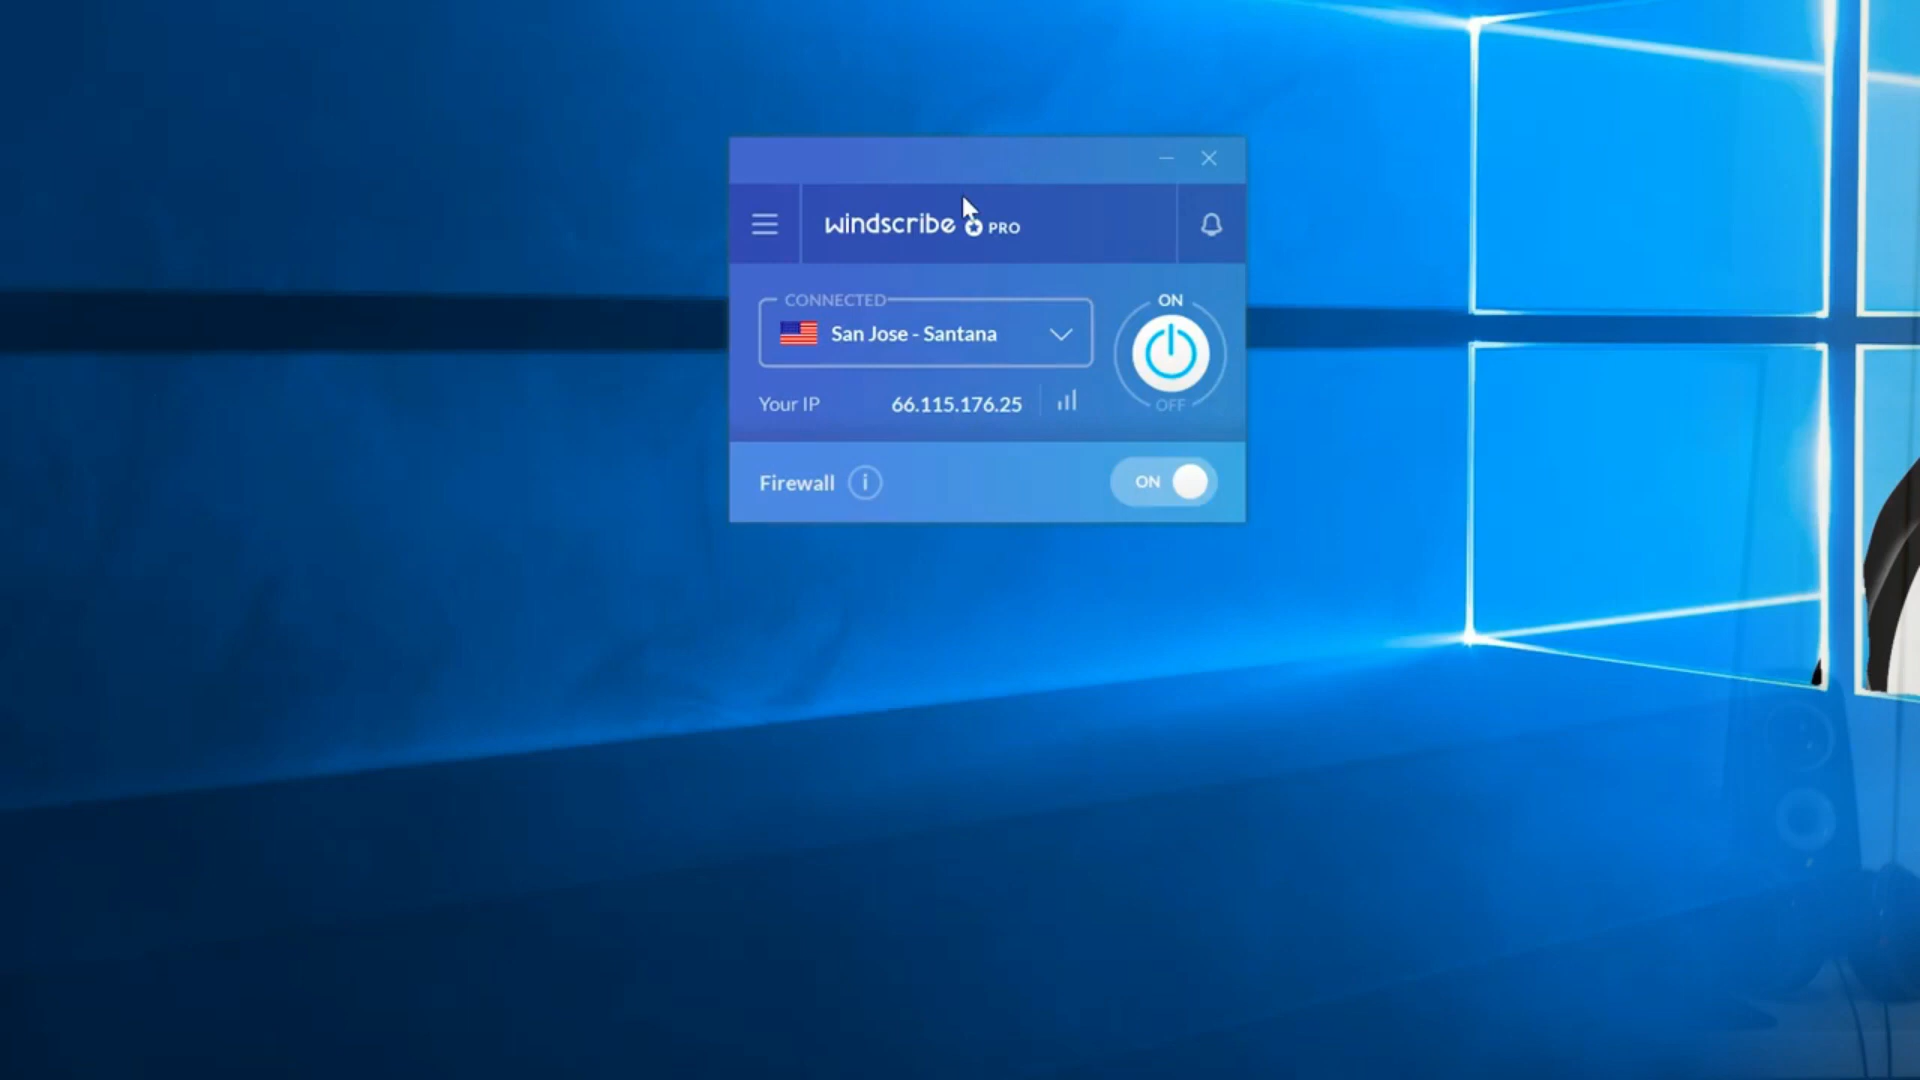 windscribe PRO
CONNECTED
San Jose - Santana
ON
Your IP 66.115.176.25
OFF
Firewall i ON